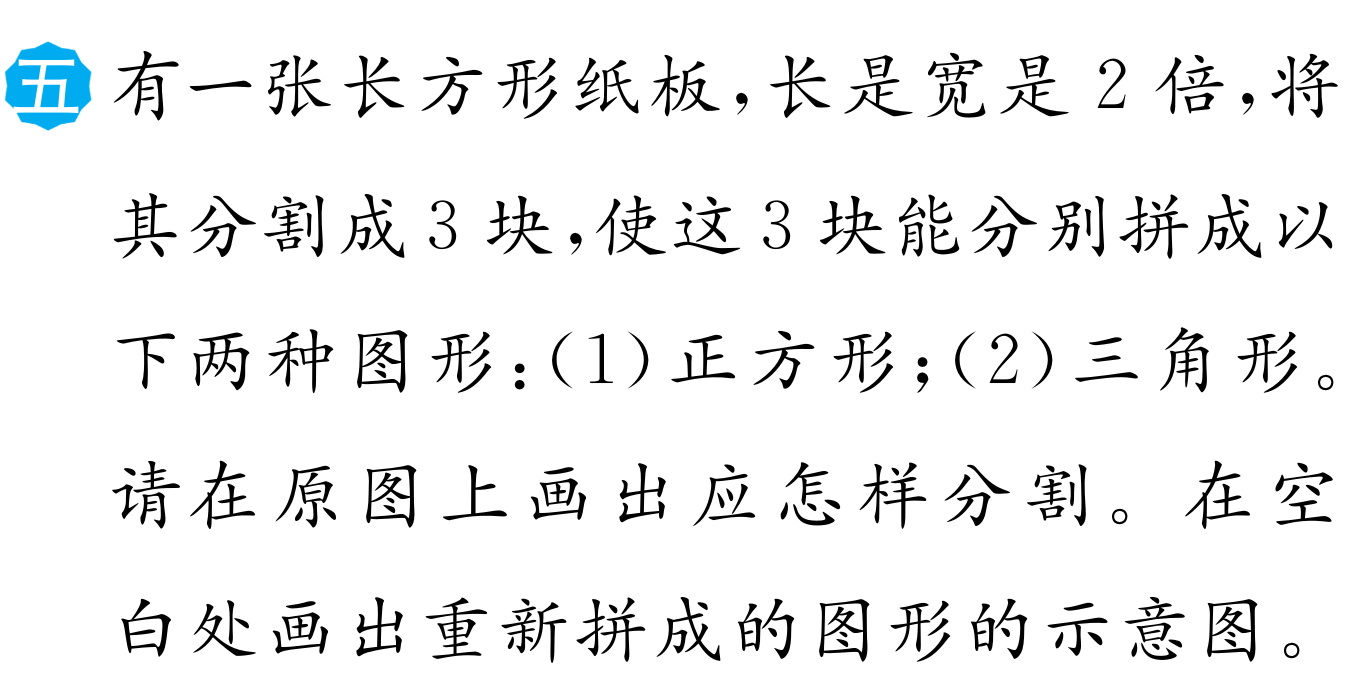 五 有一张长方形纸板,长是宽是 2 倍,将
其分割成 3 块,使这 3 块能分别拼成以
下两种图形:(1)正方形;(2)三角形。
请在原图上画出应怎样分割。在空
白处画出重新拼成的图形的示意图。